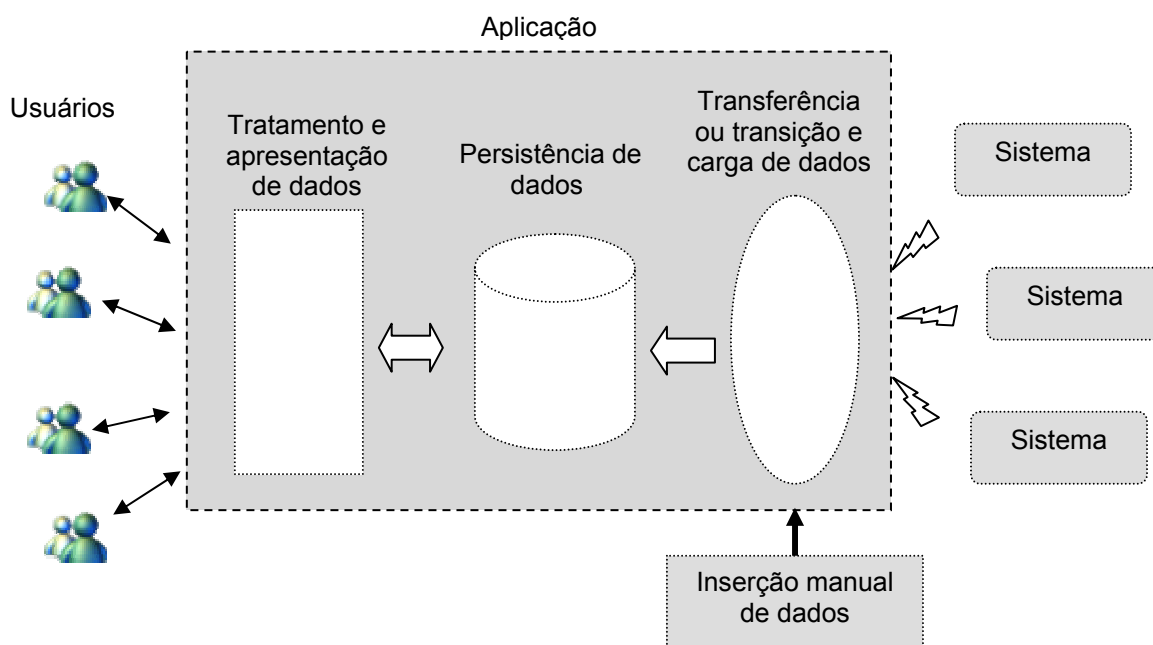 Aplicação
Usuários
Tratamento e
apresentação
de dados
Persistência de
dados
Transferência
ou transição e
carga de dados
Sistema
Sistema
Sistema
Inserção manual
de dados